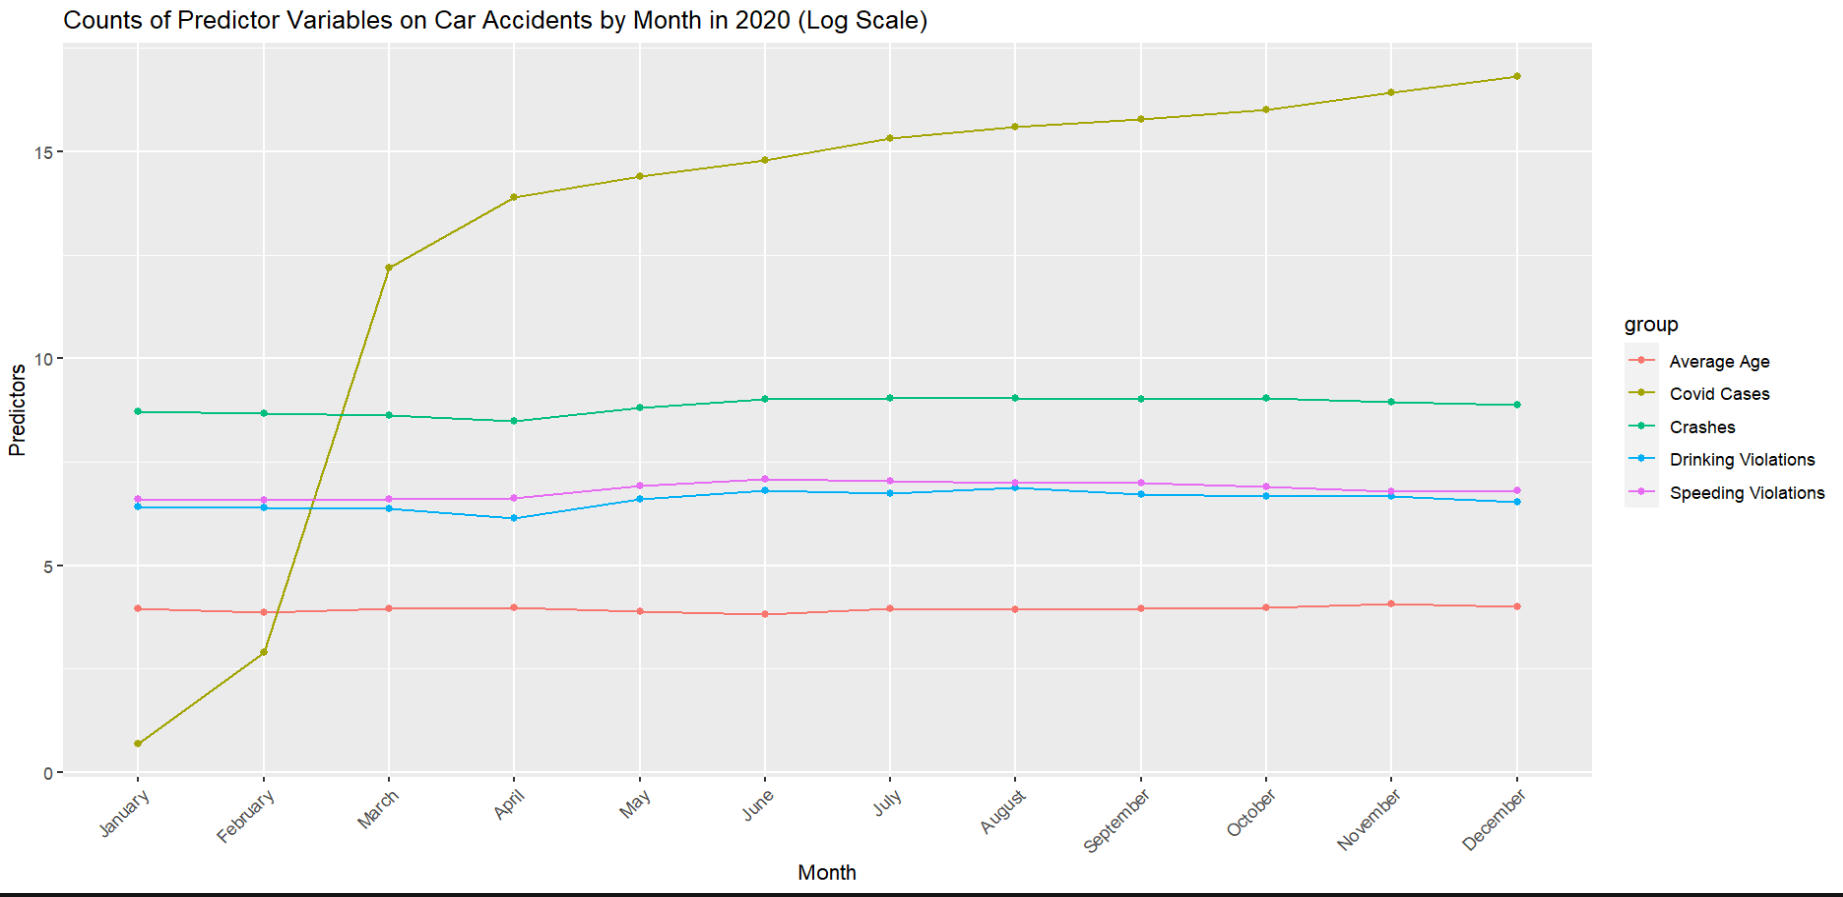 Counts of Predictor Variables on Car Accidents by Month in 2020 (Log Scale)
Predictors
15
10
5
0
January
February
March
April
May
June
July
August
September
October
November
December
Month
group
Average Age
Covid Cases
Crashes
Drinking Violations
Speeding Violations